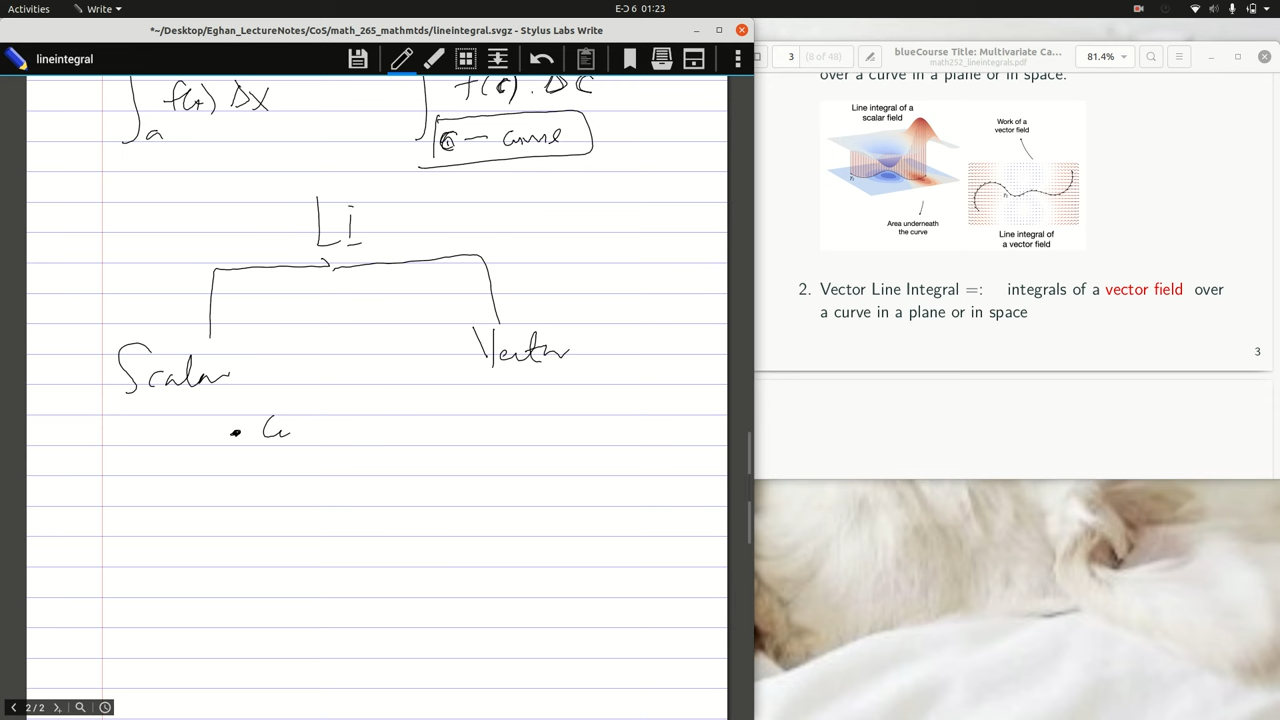 Activities Write E-Ɔ 6 01:23
*~/Desktop/Eghan_LectureNotes/CoS/math_265_mathmtds/lineintegral.svgz - Stylus Labs Write
lineintegral
a
— curve
LI
Scalar
Vector
2 / 2
3 (8 of 48)
blueCourse Title: Multivariate Ca...
math252_lineintegrals.pdf
81.4%
over a curve in a plane or in space.
Line integral of a
scalar field
Work of a
vector field
Area underneath
the curve
Line integral of
a vector field
2. Vector Line Integral =: integrals of a vector field over
a curve in a plane or in space
3